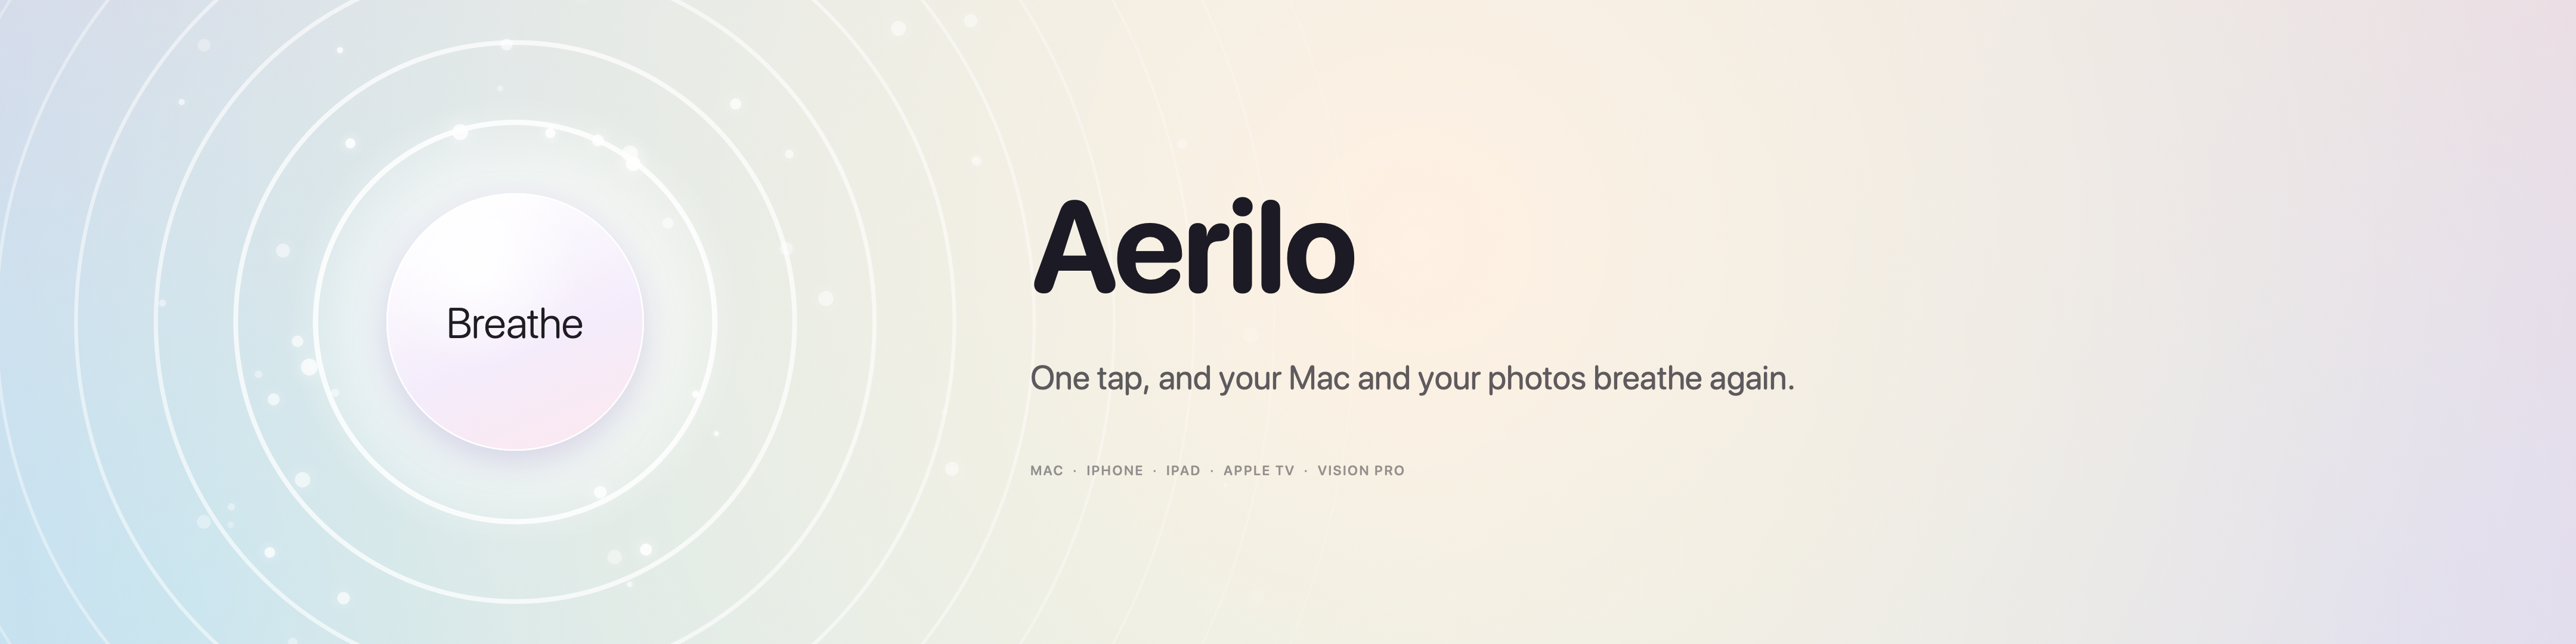 Breathe
Aerilo
One tap, and your Mac and your photos breathe again.
MAC · IPHONE · IPAD · APPLE TV · VISION PRO